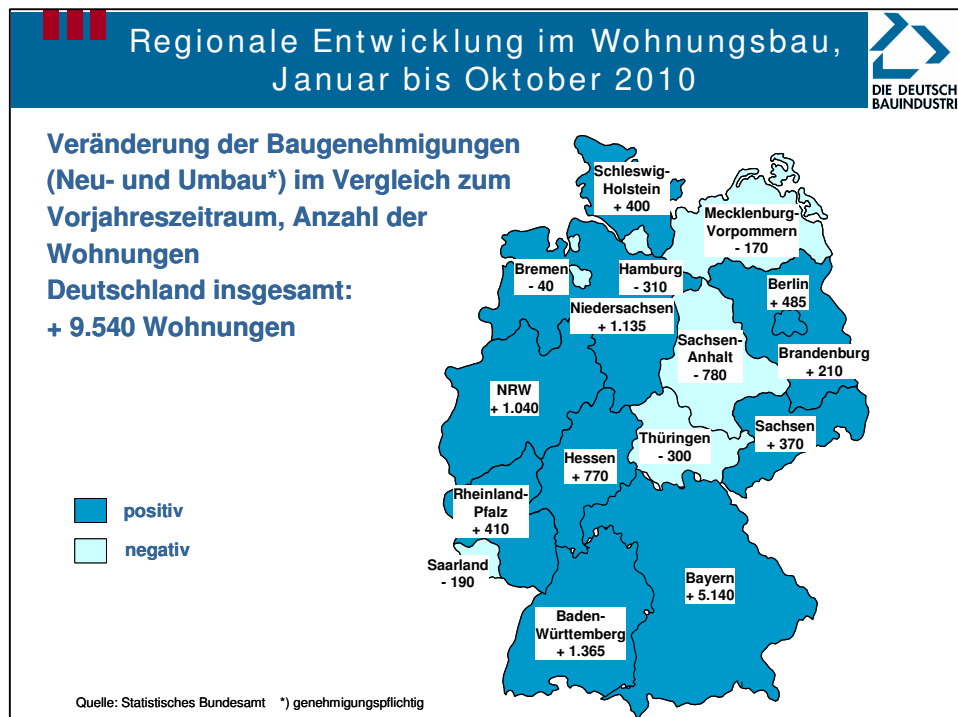 Regionale Entwicklung im Wohnungsbau,
Januar bis Oktober 2010
DIE DEUTSCH
BAUINDUSTRI
Veränderung der Baugenehmigungen
(Neu- und Umbau*) im Vergleich zum
Vorjahreszeitraum, Anzahl der
Wohnungen
Deutschland insgesamt:
+ 9.540 Wohnungen
Schleswig-
Holstein
+ 400
Mecklenburg-
Vorpommern
- 170
Bremen
- 40
Hamburg
- 310
Berlin
+ 485
Niedersachsen
+ 1.135
Sachsen-
Anhalt
- 780
Brandenburg
+ 210
NRW
+ 1.040
Sachsen
+ 370
Thüringen
- 300
Hessen
+ 770
Rheinland-
Pfalz
+ 410
Saarland
- 190
Bayern
+ 5.140
Baden-
Württemberg
+ 1.365
positiv
negativ
Quelle: Statistisches Bundesamt *) genehmigungspflichtig